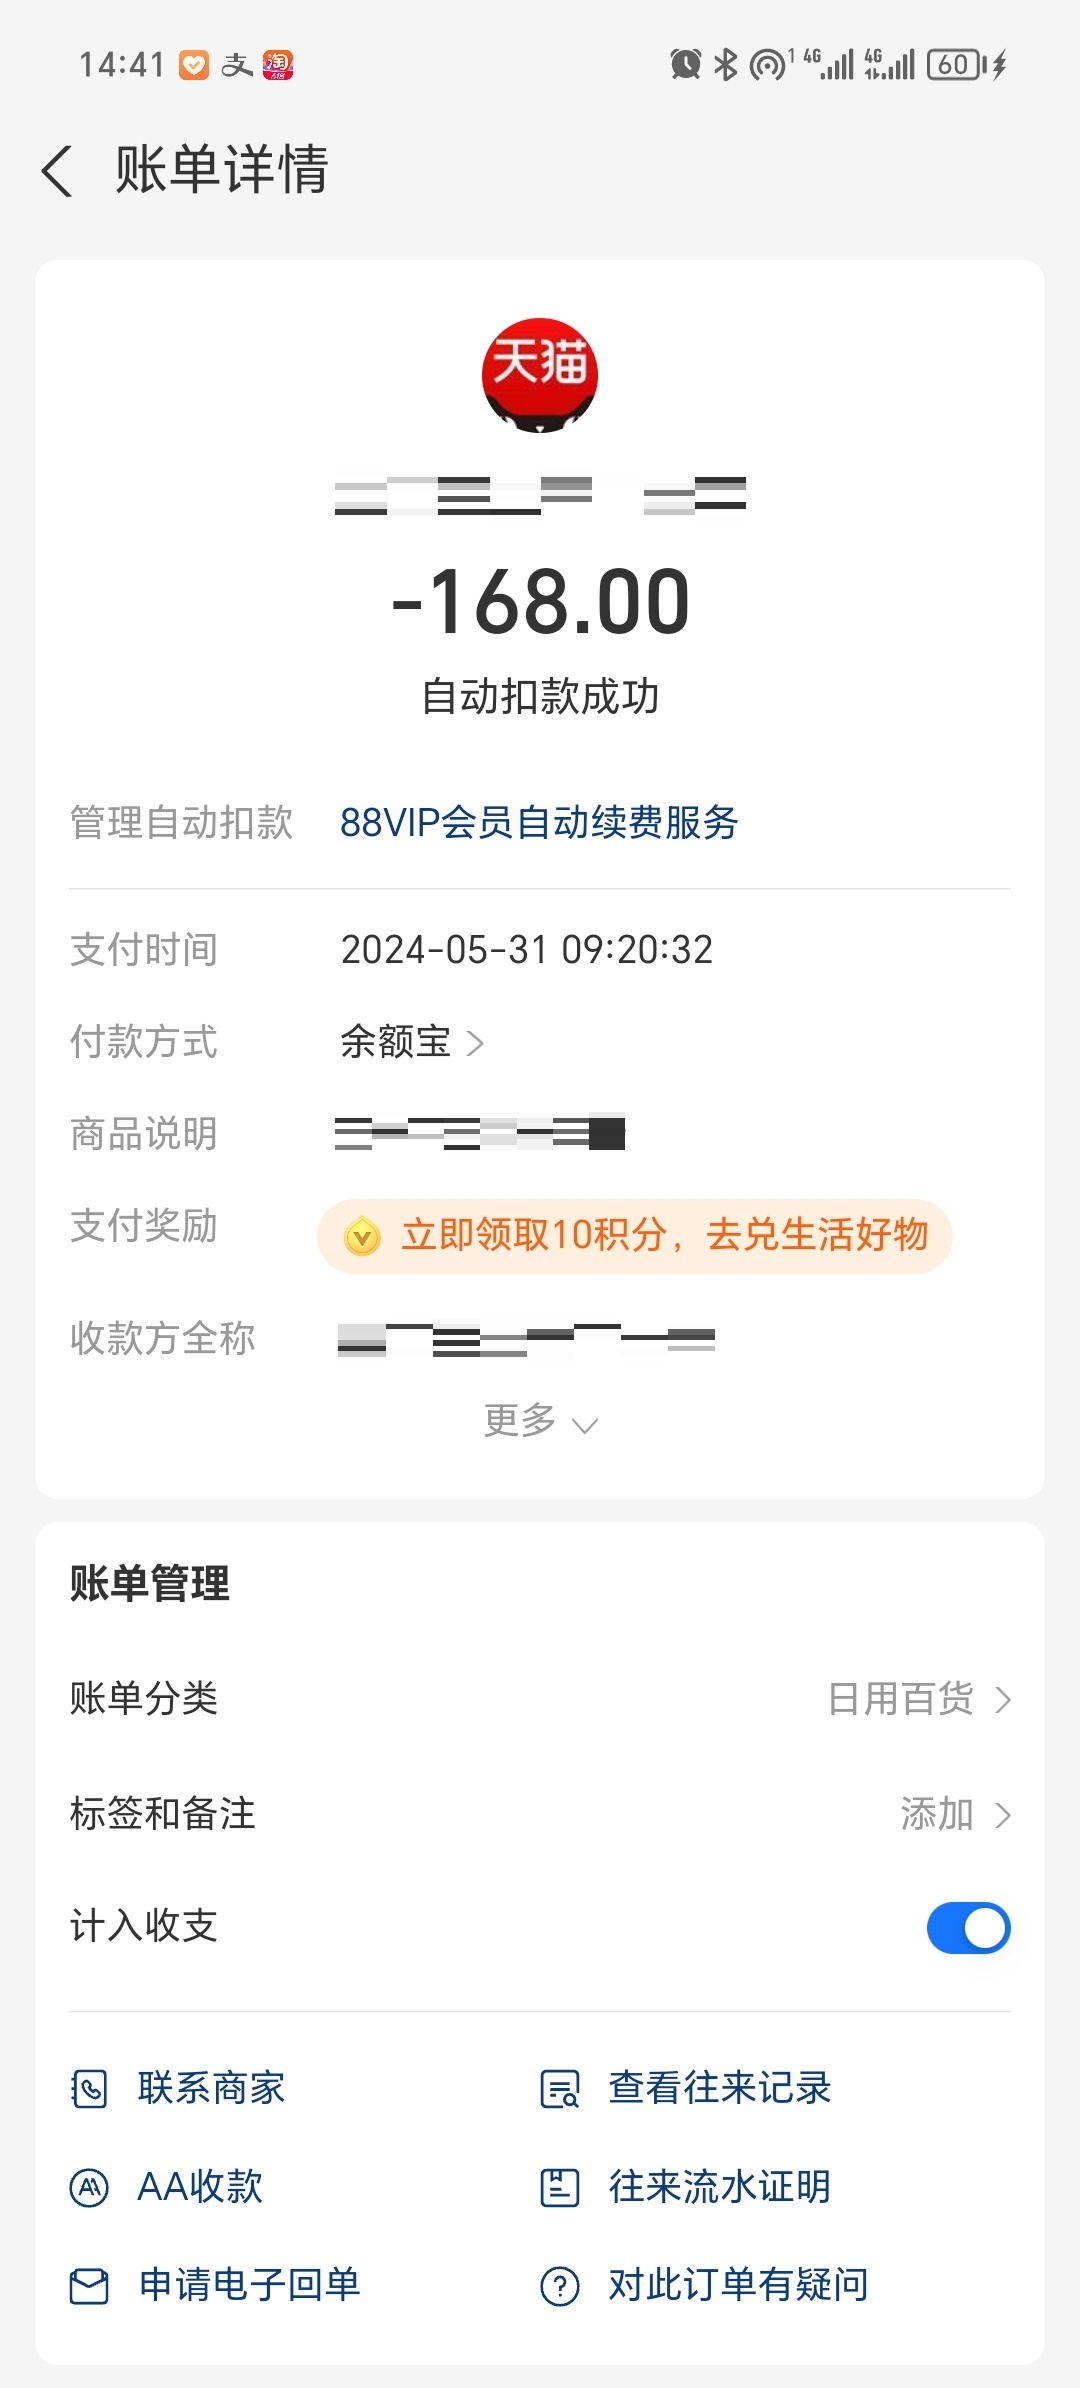 14:41 支 淘 1 4G 4G 60
账单详情
天猫
-168.00
自动扣款成功
管理自动扣款 88VIP会员自动续费服务
支付时间 2024-05-31 09:20:32
付款方式 余额宝
商品说明
支付奖励 立即领取10积分，去兑生活好物
收款方全称
更多
账单管理
账单分类 日用百货
标签和备注 添加
计入收支
联系商家 查看往来记录
AA收款 往来流水证明
申请电子回单 对此订单有疑问